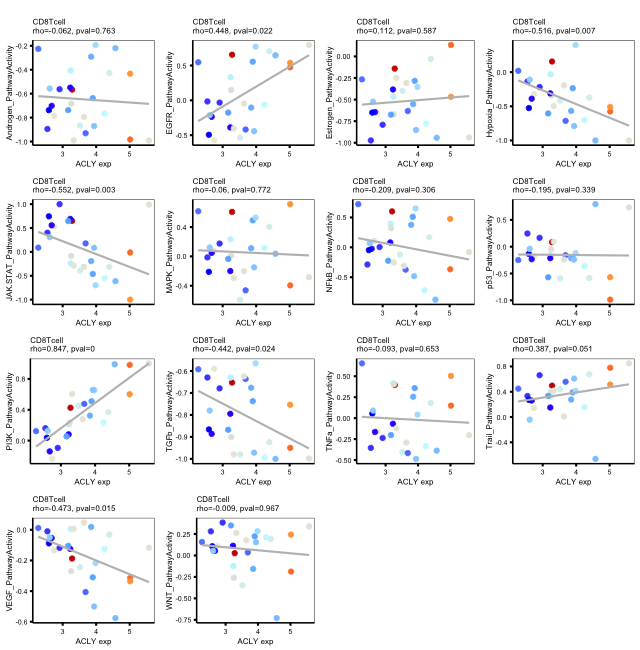 CD8Tcell
rho=-0.062, pval=0.763
Androgen_PathwayActivity
-0.2
-0.4
-0.6
-0.8
-1.0
3
4
5
ACLY exp
CD8Tcell
rho=0.448, pval=0.022
EGFR_PathwayActivity
0.5
0.0
-0.5
3
4
5
ACLY exp
CD8Tcell
rho=0.112, pval=0.587
Estrogen_PathwayActivity
0.00
-0.25
-0.50
-0.75
-1.00
3
4
5
ACLY exp
CD8Tcell
rho=-0.516, pval=0.007
Hypoxia_PathwayActivity
0.0
-0.5
-1.0
3
4
5
ACLY exp
CD8Tcell
rho=-0.552, pval=0.003
JAK-STAT_PathwayActivity
1.0
0.5
0.0
-0.5
-1.0
3
4
5
ACLY exp
CD8Tcell
rho=-0.06, pval=0.772
MAPK_PathwayActivity
0.5
0.0
-0.5
3
4
5
ACLY exp
CD8Tcell
rho=-0.209, pval=0.306
NFkB_PathwayActivity
0.5
0.0
-0.5
3
4
5
ACLY exp
CD8Tcell
rho=-0.195, pval=0.339
p53_PathwayActivity
0.5
0.0
-0.5
-1.0
3
4
5
ACLY exp
CD8Tcell
rho=0.847, pval=0
PI3K_PathwayActivity
0.8
0.4
0.0
3
4
5
ACLY exp
CD8Tcell
rho=-0.442, pval=0.024
TGFb_PathwayActivity
-0.6
-0.7
-0.8
-0.9
-1.0
3
4
5
ACLY exp
CD8Tcell
rho=-0.093, pval=0.653
TNFa_PathwayActivity
0.50
0.25
0.00
-0.25
-0.50
3
4
5
ACLY exp
CD8Tcell
rho=0.387, pval=0.051
Trail_PathwayActivity
0.8
0.4
0.0
-0.4
3
4
5
ACLY exp
CD8Tcell
rho=-0.473, pval=0.015
VEGF_PathwayActivity
0.0
-0.2
-0.4
-0.6
3
4
5
ACLY exp
CD8Tcell
rho=-0.009, pval=0.967
WNT_PathwayActivity
0.25
0.00
-0.25
-0.50
-0.75
3
4
5
ACLY exp